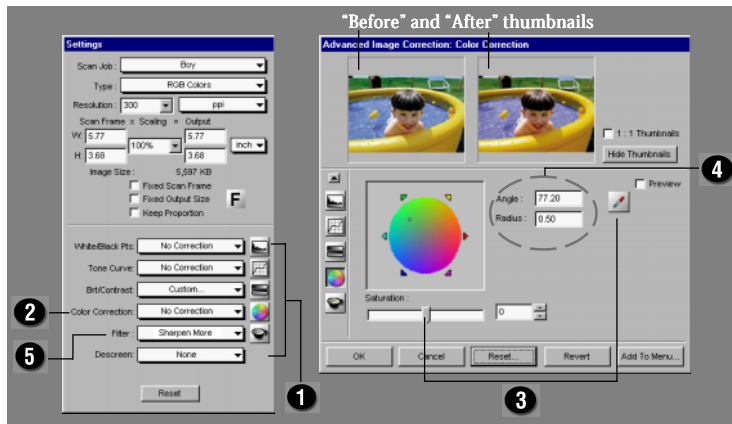 “Before” and “After” thumbnails
Settings
Scan Job : Boy
Type : RGB Colors
Resolution : 300 ppi
Scan Frame x Scaling = Output
W: 5.77 100% 5.77 inch
H: 3.68 3.68
Image Size : 5,597 KB
Fixed Scan Frame
Fixed Output Size
Keep Proportion
F
White/Black Pts: No Correction
Tone Curve: No Correction
Brt/Contrast: Custom...
2 Color Correction: No Correction
5 Filter : Sharpen More
Descreen: None
1
Reset
Advanced Image Correction: Color Correction
1 : 1 Thumbnails
Hide Thumbnails
4
Preview
Angle : 77.20
Radius : 0.50
Saturation :
0
OK Cancel Reset... Revert Add To Menu...
3